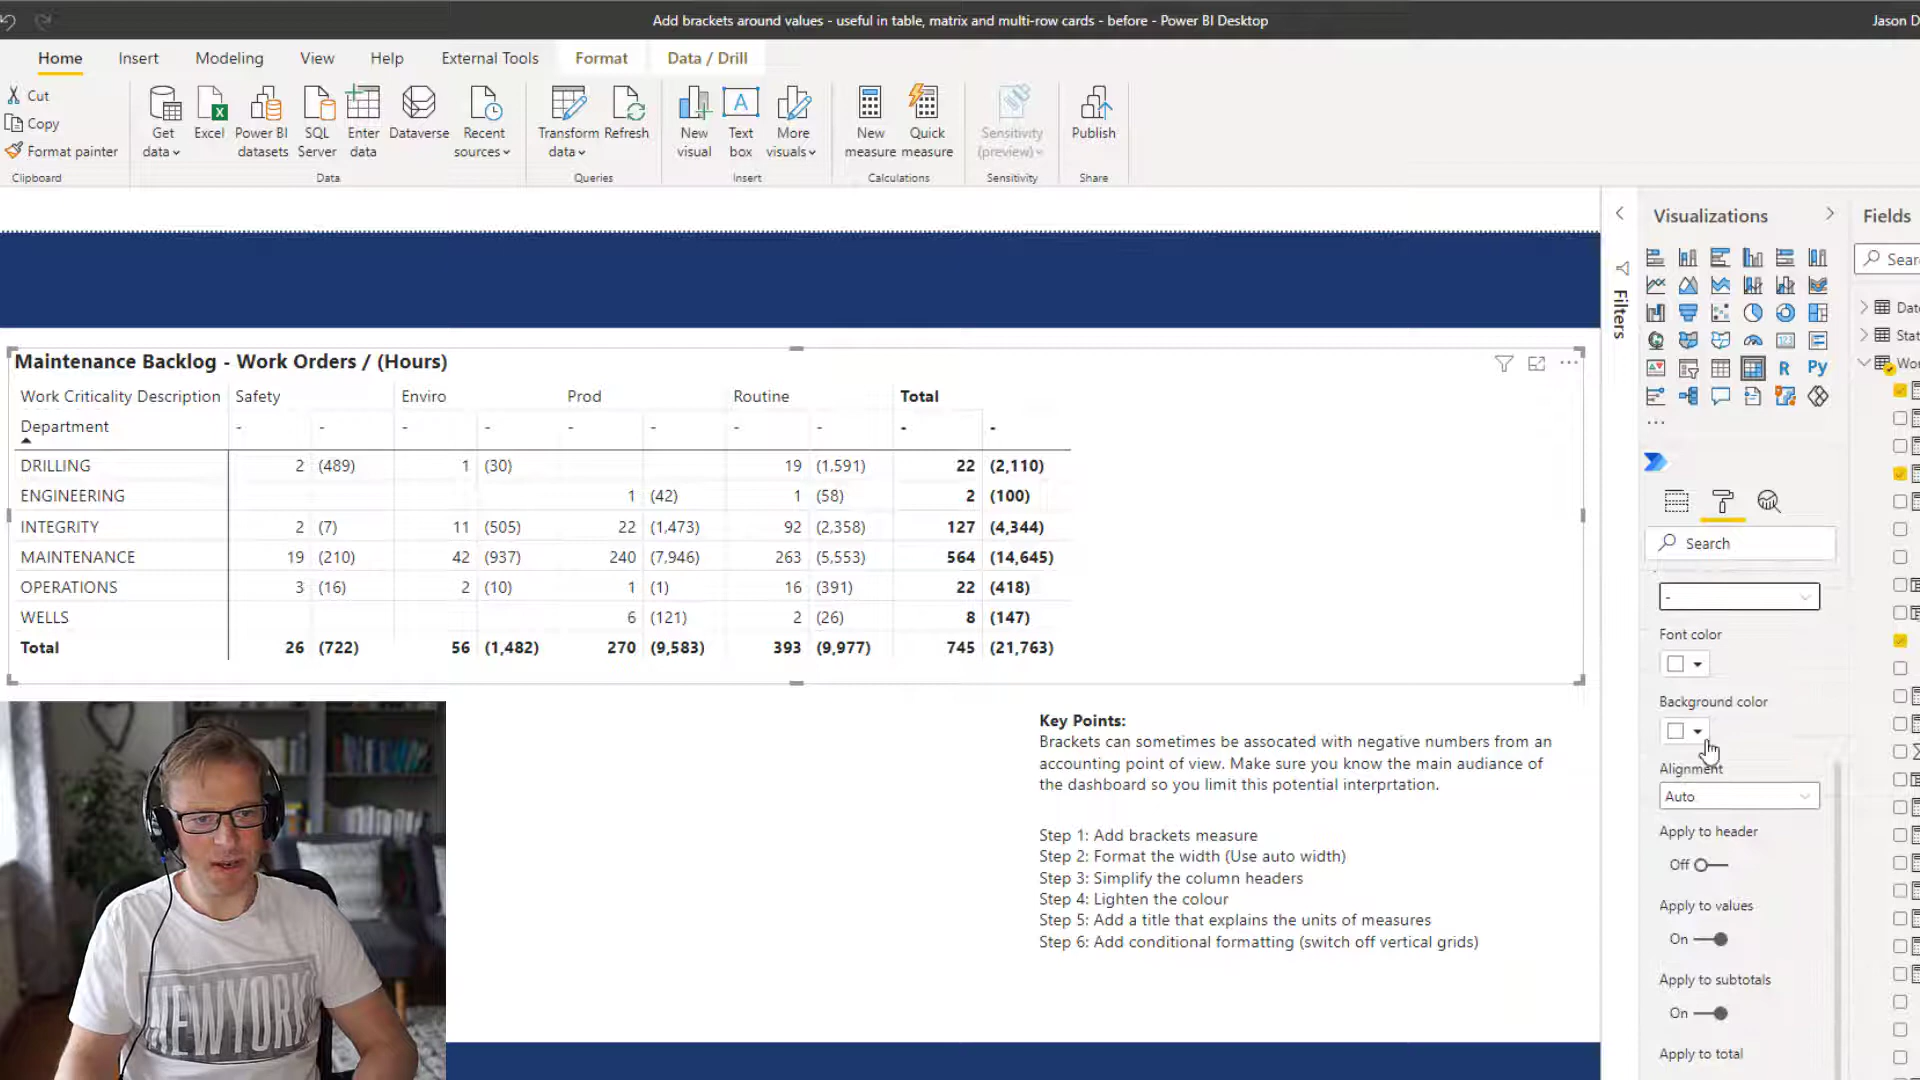 Add brackets around values - useful in table, matrix and multi-row cards - before - Power BI Desktop
Jason D
Home Insert Modeling View Help External Tools Format Data / Drill
Cut
Copy
Format painter
Clipboard
Get data
Excel
Power BI datasets
SQL Server
Enter data
Dataverse
Recent sources
Data
Transform data
Refresh
Queries
New visual
Text box
More visuals
Insert
New measure
Quick measure
Calculations
Sensitivity (preview)
Sensitivity
Publish
Share
Maintenance Backlog - Work Orders / (Hours)
Work Criticality Description Safety Enviro Prod Routine Total
Department - - - - - - - - - -
DRILLING 2 (489) 1 (30) 19 (1,591) 22 (2,110)
ENGINEERING 1 (42) 1 (58) 2 (100)
INTEGRITY 2 (7) 11 (505) 22 (1,473) 92 (2,358) 127 (4,344)
MAINTENANCE 19 (210) 42 (937) 240 (7,946) 263 (5,553) 564 (14,645)
OPERATIONS 3 (16) 2 (10) 1 (1) 16 (391) 22 (418)
WELLS 6 (121) 2 (26) 8 (147)
Total 26 (722) 56 (1,482) 270 (9,583) 393 (9,977) 745 (21,763)
Key Points:
Brackets can sometimes be assocated with negative numbers from an
accounting point of view. Make sure you know the main audiance of
the dashboard so you limit this potential interprtation.
Step 1: Add brackets measure
Step 2: Format the width (Use auto width)
Step 3: Simplify the column headers
Step 4: Lighten the colour
Step 5: Add a title that explains the units of measures
Step 6: Add conditional formatting (switch off vertical grids)
NEWYORK
Filters
Visualizations
R Py
123
Search
-
Font color
Background color
Alignment
Auto
Apply to header
Off
Apply to values
On
Apply to subtotals
On
Apply to total
Fields
Sear
Dat
Stat
Wo